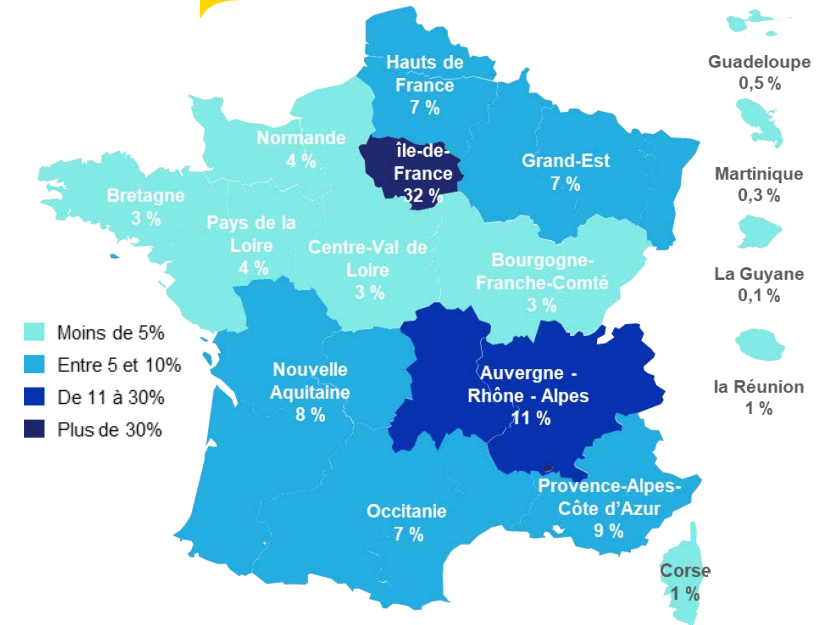 Hauts de
France
7 %
Normande
4 %
île-de-
France
32 %
Grand-Est
7 %
Bretagne
3 %
Pays de la
Loire
4 %
Centre-Val de
Loire
3 %
Bourgogne-
Franche-Comté
3 %
Nouvelle
Aquitaine
8 %
Auvergne -
Rhône - Alpes
11 %
Occitanie
7 %
Provence-Alpes-
Côte d'Azur
9 %
Corse
1 %
Guadeloupe
0,5 %
Martinique
0,3 %
La Guyane
0,1 %
la Réunion
1 %
Moins de 5%
Entre 5 et 10%
De 11 à 30%
Plus de 30%